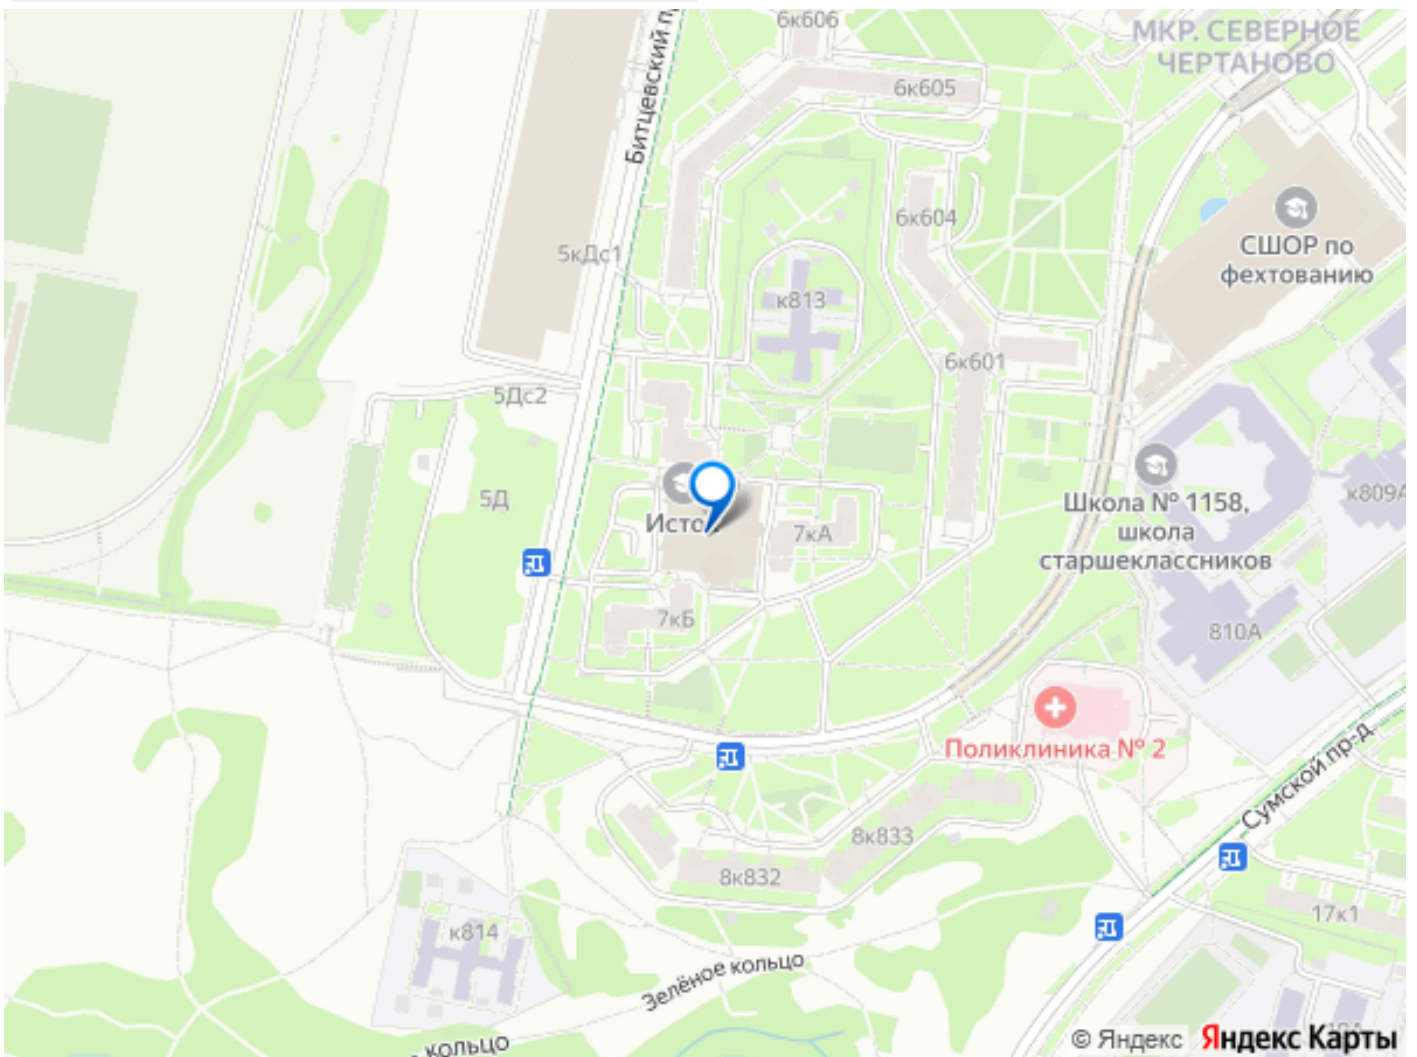 6к606
МКР. СЕВЕРНОЕ
ЧЕРТАНОВО
6к605
Битцевский п
6к604
СШОР по
фехтованию
5кДс1
к813
6к601
5Дс2
5Д
Исто
7кА
Школа № 1158,
школа
старшеклассников
к809А
7кБ
810А
Поликлиника № 2
Сумской пр-д
8к833
8к832
17к1
к814
Зелёное кольцо
кольцо
© Яндекс Яндекс Карты